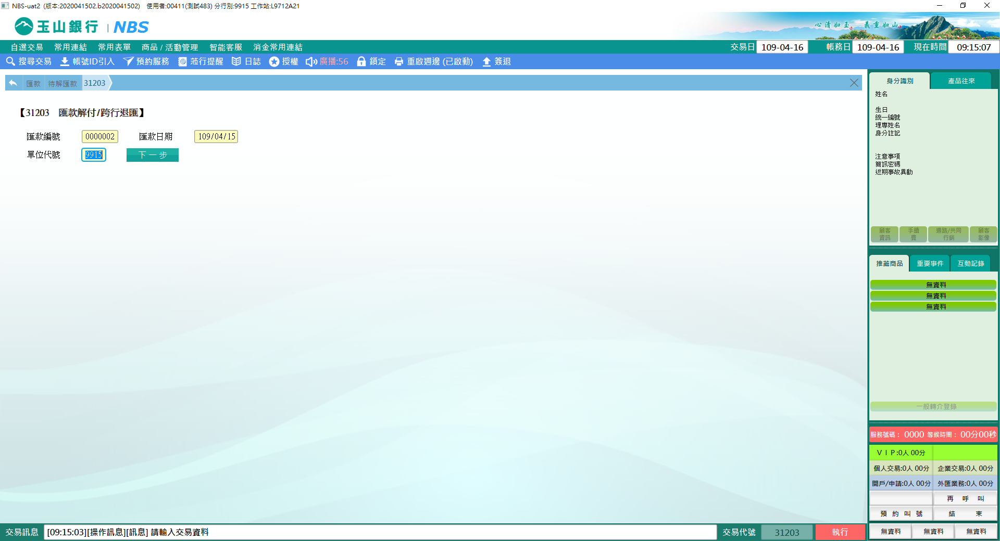 NBS-uat2 (版本:2020041502.b2020041502) 使用者:00411(測試483) 分行別:9915 工作站:L9712A21
玉山銀行 | NBS
心清如玉。 義重如山。
自選交易 常用連結 常用表單 商品 / 活動管理 智能客服 消金常用連結 交易日 109-04-16 帳務日 109-04-16 現在時間 09:15:07
搜尋交易 帳號ID引入 預約服務 蒞行提醒 日誌 授權 廣播:56 鎖定 重啟週邊 (已啟動) 簽退
匯款 待解匯款 31203
【31203 匯款解付/跨行退匯】
匯款編號 0000002 匯款日期 109/04/15
單位代號 9915 下一步
身分識別 產品往來
姓名
生日
統一編號
理專姓名
身分註記
注意事項
簡訊密碼
近期事故異動
顧客資訊 手續費 通路/共同行銷 顧客影像
推薦商品 重要事件 互動記錄
無資料
無資料
無資料
一般轉介登錄
服務號碼: 0000 等候時間: 00分00秒
VIP:0人 00分
個人交易:0人 00分 企業交易:0人 00分
開戶/申請:0人 00分 外匯業務:0人 00分
再 呼 叫
預 約 叫 號 結 束
交易訊息 [09:15:03][操作訊息][訊息] 請輸入交易資料 交易代號 31203 執行
無資料 無資料 無資料